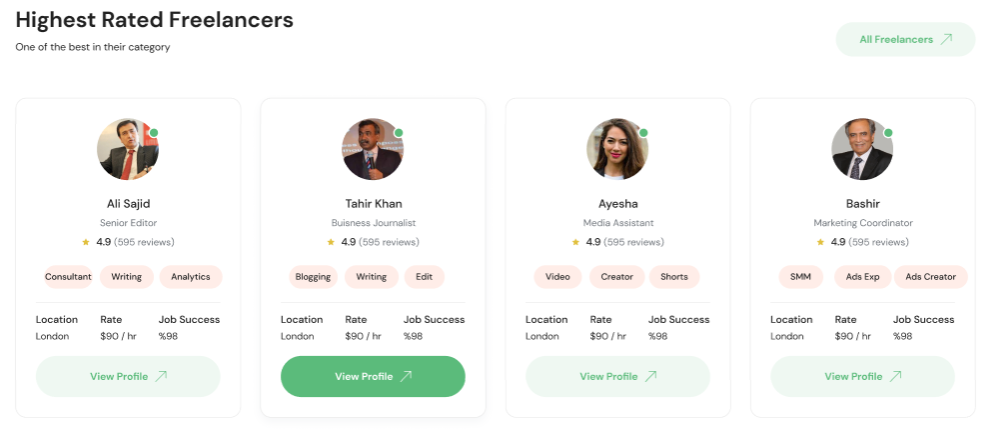 Highest Rated Freelancers
One of the best in their category
All Freelancers
Ali Sajid
Senior Editor
4.9 (595 reviews)
Consultant Writing Analytics
Location Rate Job Success
London $90 / hr %98
View Profile
Tahir Khan
Buisness Journalist
4.9 (595 reviews)
Blogging Writing Edit
Location Rate Job Success
London $90 / hr %98
View Profile
Ayesha
Media Assistant
4.9 (595 reviews)
Video Creator Shorts
Location Rate Job Success
London $90 / hr %98
View Profile
Bashir
Marketing Coordinator
4.9 (595 reviews)
SMM Ads Exp Ads Creator
Location Rate Job Success
London $90 / hr %98
View Profile